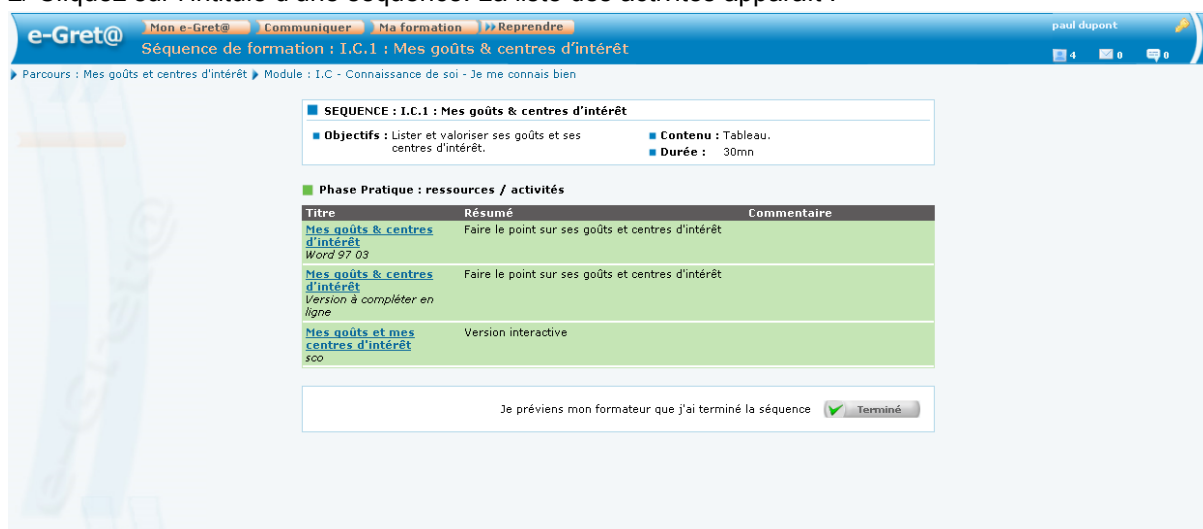 2/ Cliquez sur l'intitulé d'une séquence. La liste des activités apparaît :
e-Gret@ Mon e-Gret@ Communiquer Ma formation Reprendre paul dupont
Séquence de formation : I.C.1 : Mes goûts & centres d'intérêt
4 0 0
Parcours : Mes goûts et centres d'intérêt Module : I.C - Connaissance de soi - Je me connais bien
SEQUENCE : I.C.1 : Mes goûts & centres d'intérêt
Objectifs : Lister et valoriser ses goûts et ses centres d'intérêt.
Contenu : Tableau.
Durée : 30mn
Phase Pratique : ressources / activités
Titre Résumé Commentaire
Mes goûts & centres d'intérêt Faire le point sur ses goûts et centres d'intérêt
Word 97 03
Mes goûts & centres d'intérêt Faire le point sur ses goûts et centres d'intérêt
Version à compléter en ligne
Mes goûts et mes centres d'intérêt Version interactive
sco
Je préviens mon formateur que j'ai terminé la séquence Terminé
e-Gret@